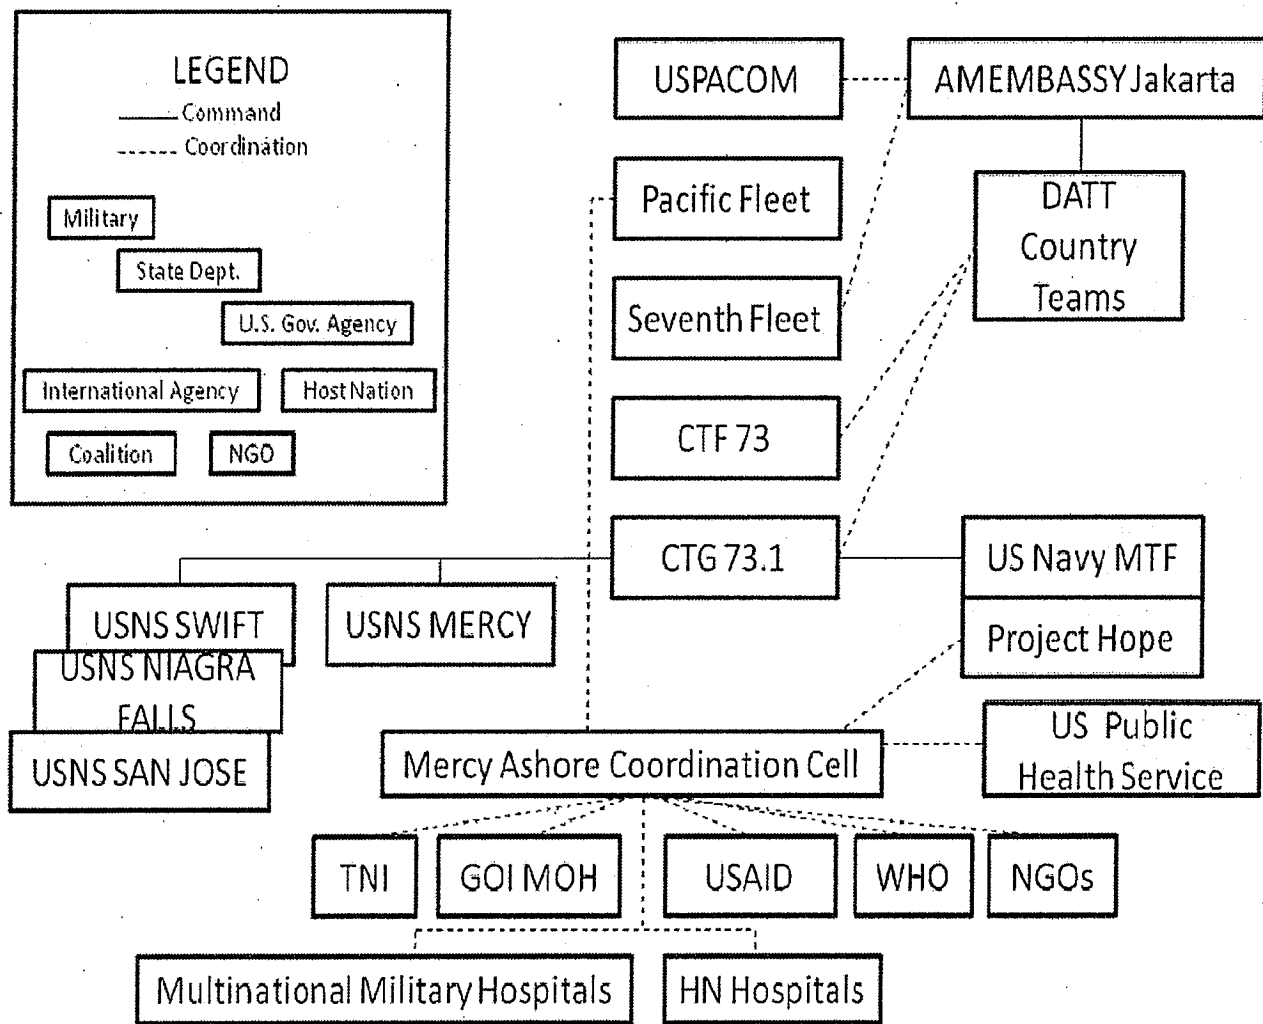 LEGEND
Command
Coordination
Military
State Dept.
U.S. Gov. Agency
International Agency
Host Nation
Coalition
NGO
USPACOM
AMEMBASSY Jakarta
Pacific Fleet
DATT
Country
Teams
Seventh Fleet
CTF 73
CTG 73.1
US Navy MTF
Project Hope
USNS SWIFT
USNS MERCY
USNS NIAGRA
FALLS
USNS SAN JOSE
Mercy Ashore Coordination Cell
US Public
Health Service
TNI
GOI MOH
USAID
WHO
NGOs
Multinational Military Hospitals
HN Hospitals